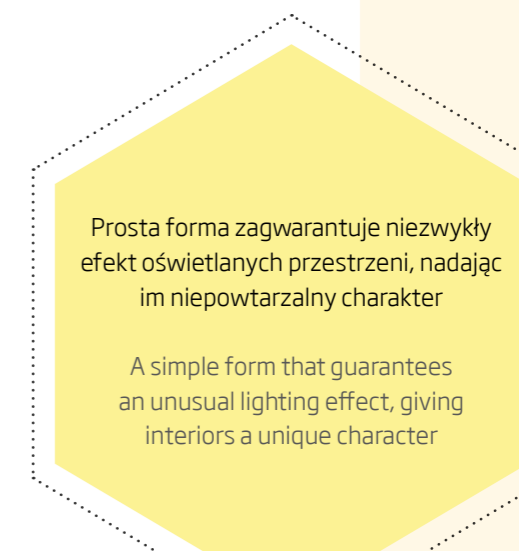 Prosta forma zagwarantuje niezwykły
efekt oświetlanych przestrzeni, nadając
im niepowtarzalny charakter
A simple form that guarantees
an unusual lighting effect, giving
interiors a unique character